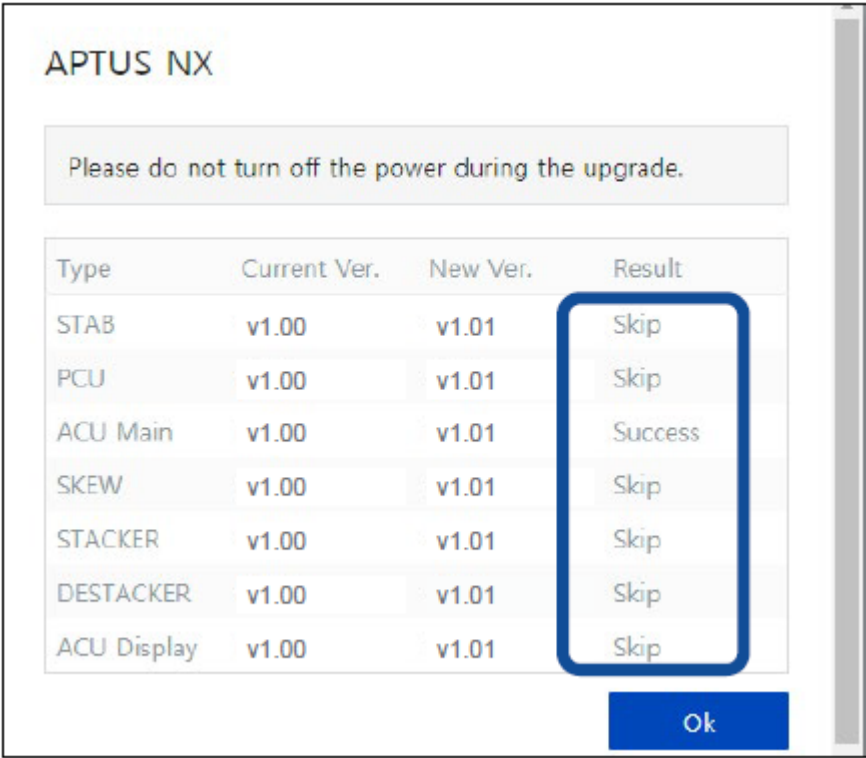 APTUS NX
Please do not turn off the power during the upgrade.
Type Current Ver. New Ver. Result
STAB v1.00 v1.01 Skip
PCU v1.00 v1.01 Skip
ACU Main v1.00 v1.01 Success
SKEW v1.00 v1.01 Skip
STACKER v1.00 v1.01 Skip
DESTACKER v1.00 v1.01 Skip
ACU Display v1.00 v1.01 Skip
Ok